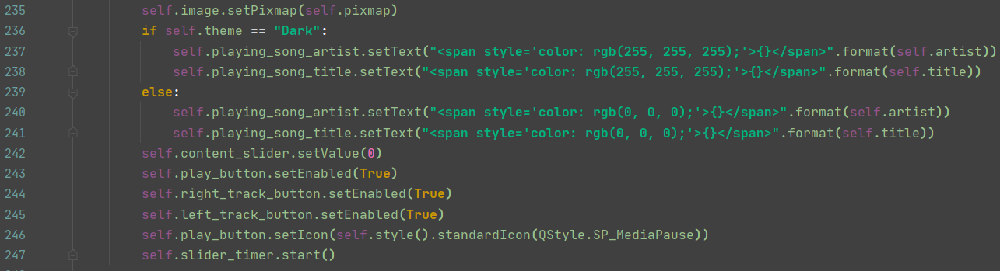 235 self.image.setPixmap(self.pixmap)
236 if self.theme == "Dark":
237 self.playing_song_artist.setText("<span style='color: rgb(255, 255, 255);'>{}</span>".format(self.artist))
238 self.playing_song_title.setText("<span style='color: rgb(255, 255, 255);'>{}</span>".format(self.title))
239 else:
240 self.playing_song_artist.setText("<span style='color: rgb(0, 0, 0);'>{}</span>".format(self.artist))
241 self.playing_song_title.setText("<span style='color: rgb(0, 0, 0);'>{}</span>".format(self.title))
242 self.content_slider.setValue(0)
243 self.play_button.setEnabled(True)
244 self.right_track_button.setEnabled(True)
245 self.left_track_button.setEnabled(True)
246 self.play_button.setIcon(self.style().standardIcon(QStyle.SP_MediaPause))
247 self.slider_timer.start()